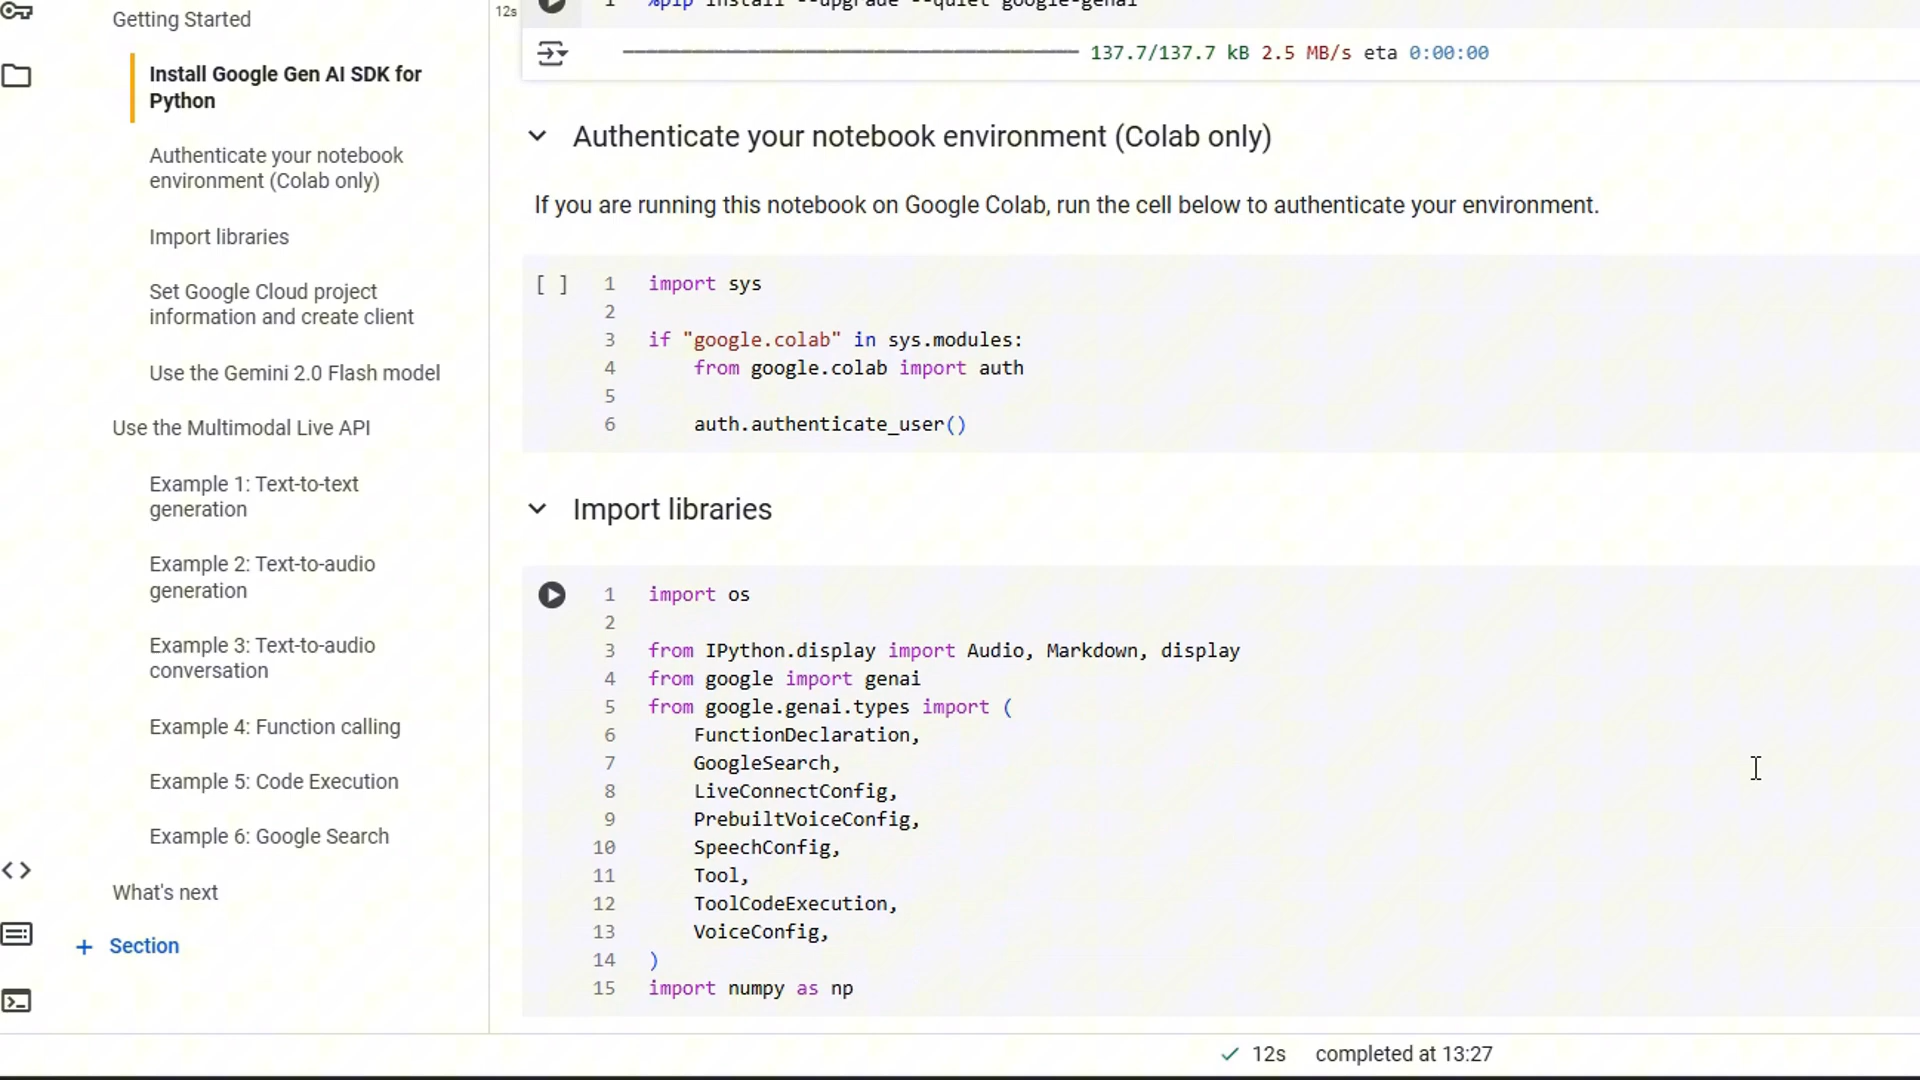 Getting Started
Install Google Gen AI SDK for
Python
Authenticate your notebook
environment (Colab only)
Import libraries
Set Google Cloud project
information and create client
Use the Gemini 2.0 Flash model
Use the Multimodal Live API
Example 1: Text-to-text
generation
Example 2: Text-to-audio
generation
Example 3: Text-to-audio
conversation
Example 4: Function calling
Example 5: Code Execution
Example 6: Google Search
What's next
+ Section
12s
1 %pip install --upgrade --quiet google-genai
137.7/137.7 kB 2.5 MB/s eta 0:00:00
Authenticate your notebook environment (Colab only)
If you are running this notebook on Google Colab, run the cell below to authenticate your environment.
[ ] 1 import sys
2
3 if "google.colab" in sys.modules:
4     from google.colab import auth
5
6     auth.authenticate_user()
Import libraries
1 import os
2
3 from IPython.display import Audio, Markdown, display
4 from google import genai
5 from google.genai.types import (
6     FunctionDeclaration,
7     GoogleSearch,
8     LiveConnectConfig,
9     PrebuiltVoiceConfig,
10     SpeechConfig,
11     Tool,
12     ToolCodeExecution,
13     VoiceConfig,
14 )
15 import numpy as np
12s completed at 13:27